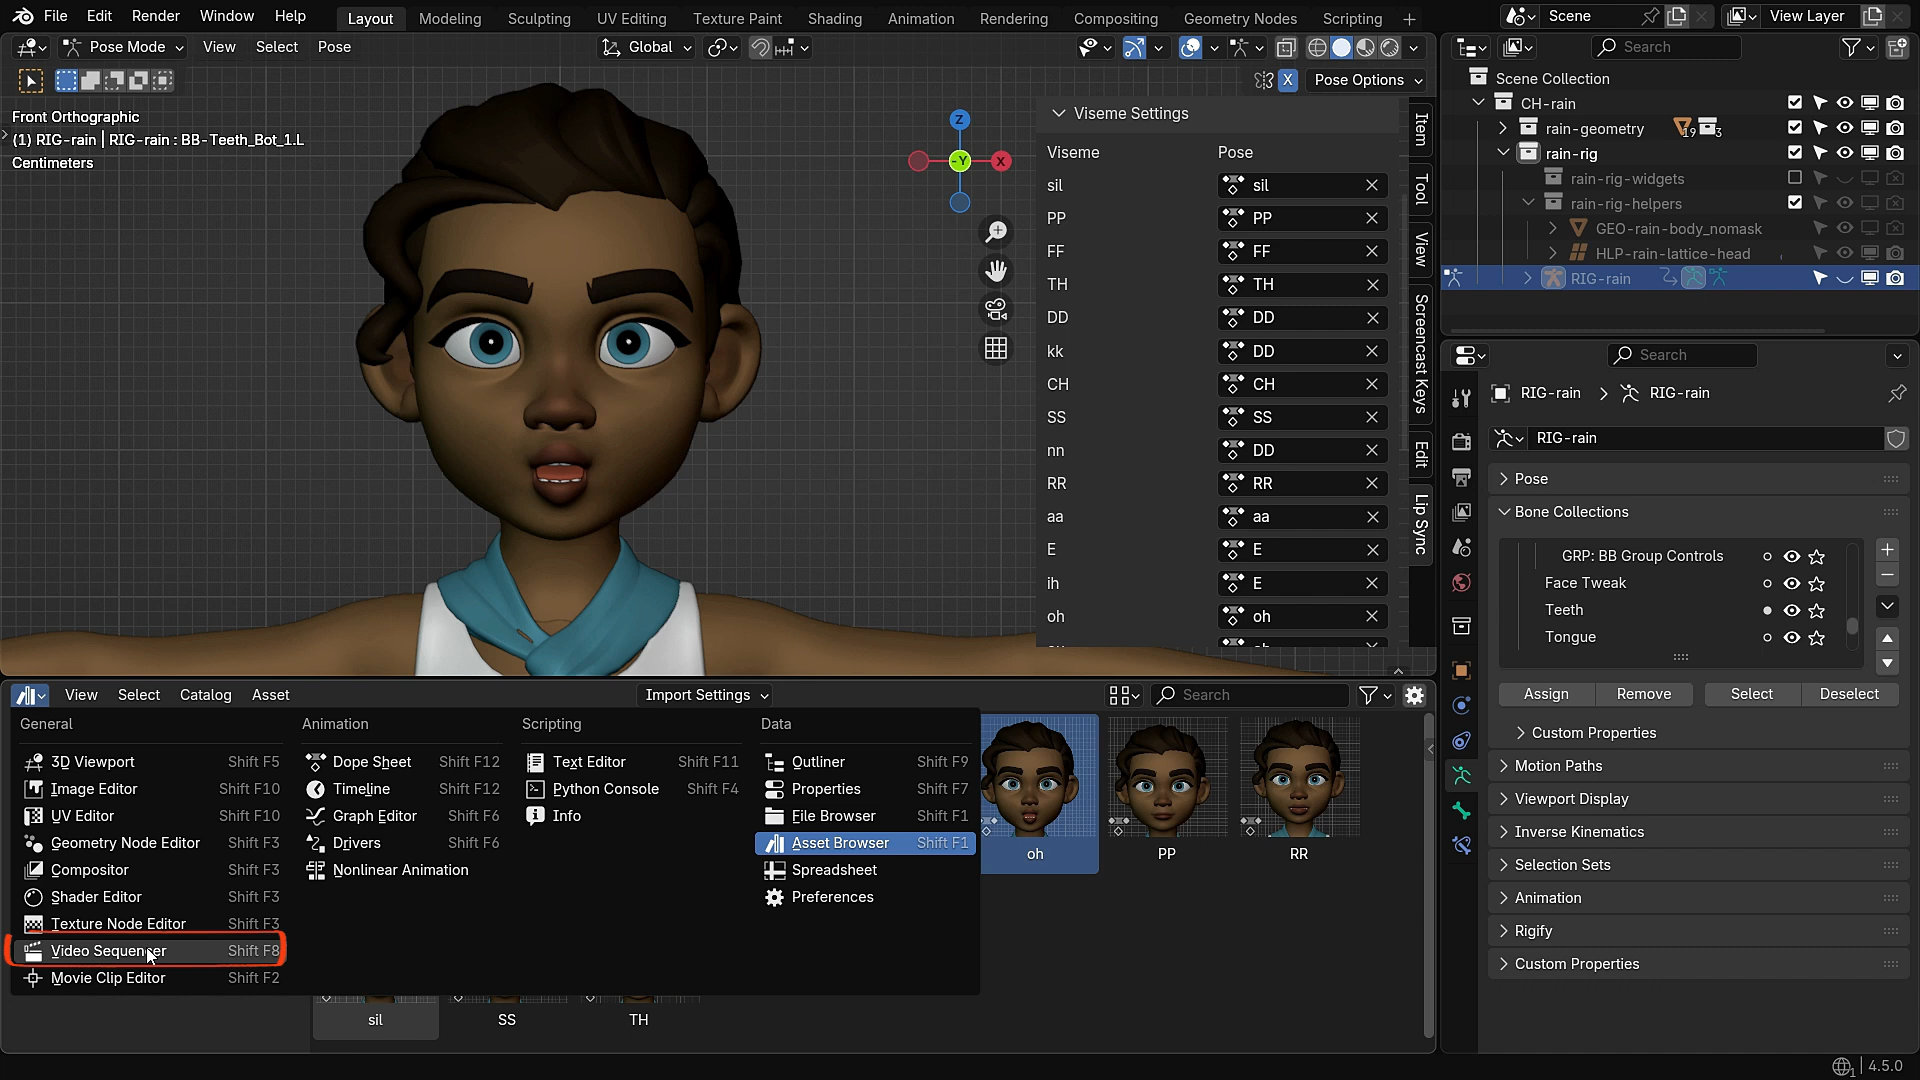 File Edit Render Window Help Layout Modeling Sculpting UV Editing Texture Paint Shading Animation Rendering Compositing Geometry Nodes Scripting Scene View Layer
Pose Mode View Select Pose Global Search
X Pose Options
Front Orthographic
(1) RIG-rain | RIG-rain : BB-Teeth_Bot_1.L
Centimeters
Z
-Y X
Viseme Settings
Viseme Pose
sil sil
PP PP
FF FF
TH TH
DD DD
kk DD
CH CH
SS SS
nn DD
RR RR
aa aa
E E
ih E
oh oh
Item
Tool
View
Screencast Keys
Edit
Lip Sync
Scene Collection
CH-rain
rain-geometry 19 3
rain-rig
rain-rig-widgets
rain-rig-helpers
GEO-rain-body_nomask
HLP-rain-lattice-head
RIG-rain
Search
RIG-rain RIG-rain
RIG-rain
Pose
Bone Collections
GRP: BB Group Controls
Face Tweak
Teeth
Tongue
Assign Remove Select Deselect
Custom Properties
Motion Paths
Viewport Display
Inverse Kinematics
Selection Sets
Animation
Rigify
Custom Properties
View Select Catalog Asset Import Settings Search
General
3D Viewport Shift F5
Image Editor Shift F10
UV Editor Shift F10
Geometry Node Editor Shift F3
Compositor Shift F3
Shader Editor Shift F3
Texture Node Editor Shift F3
Video Sequencer Shift F8
Movie Clip Editor Shift F2
Animation
Dope Sheet Shift F12
Timeline Shift F12
Graph Editor Shift F6
Drivers Shift F6
Nonlinear Animation
Scripting
Text Editor Shift F11
Python Console Shift F4
Info
Data
Outliner Shift F9
Properties Shift F7
File Browser Shift F1
Asset Browser Shift F1
Spreadsheet
Preferences
oh PP RR
sil SS TH
1 4.5.0